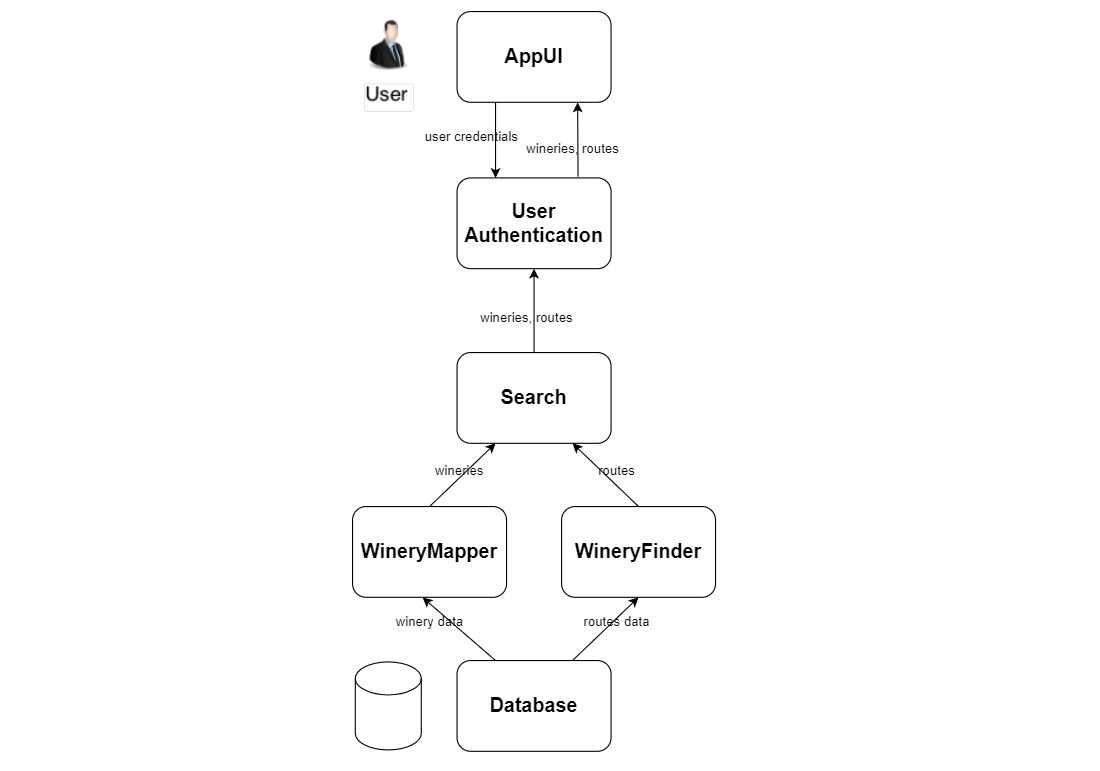 AppUI
User
user credentials
wineries, routes
User
Authentication
wineries, routes
Search
wineries
routes
WineryMapper
WineryFinder
winery data
routes data
Database